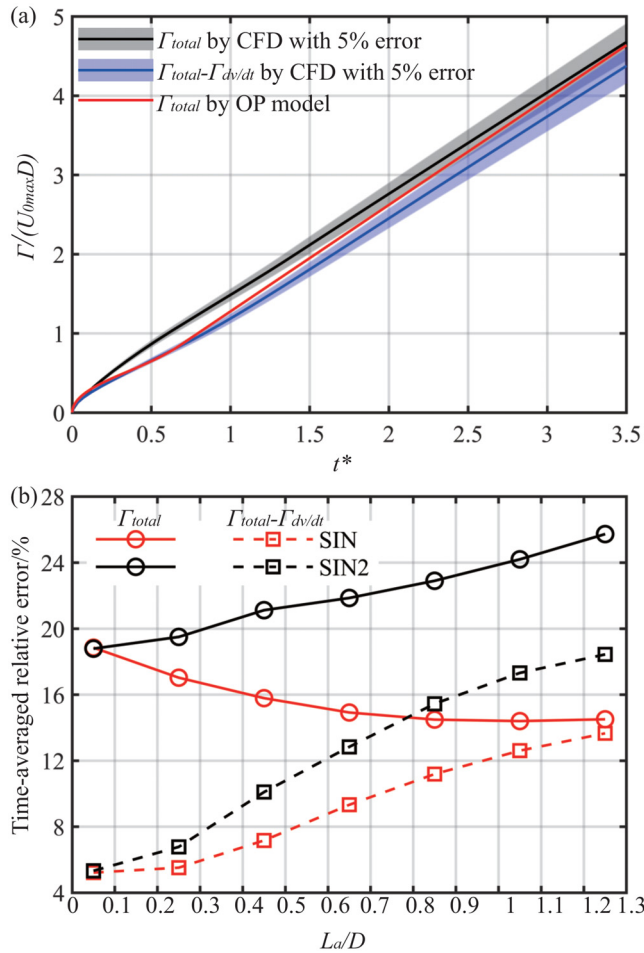 (a)
5
4
3
2
1
0
Γ/(U0maxD)
Γtotal by CFD with 5% error
Γtotal-Γdv/dt by CFD with 5% error
Γtotal by OP model
0 0.5 1 1.5 2 2.5 3 3.5
t*
(b)
28
24
20
16
12
8
4
Time-averaged relative error/%
Γtotal Γtotal-Γdv/dt
SIN
SIN2
0 0.1 0.2 0.3 0.4 0.5 0.6 0.7 0.8 0.9 1 1.1 1.2 1.3
La/D